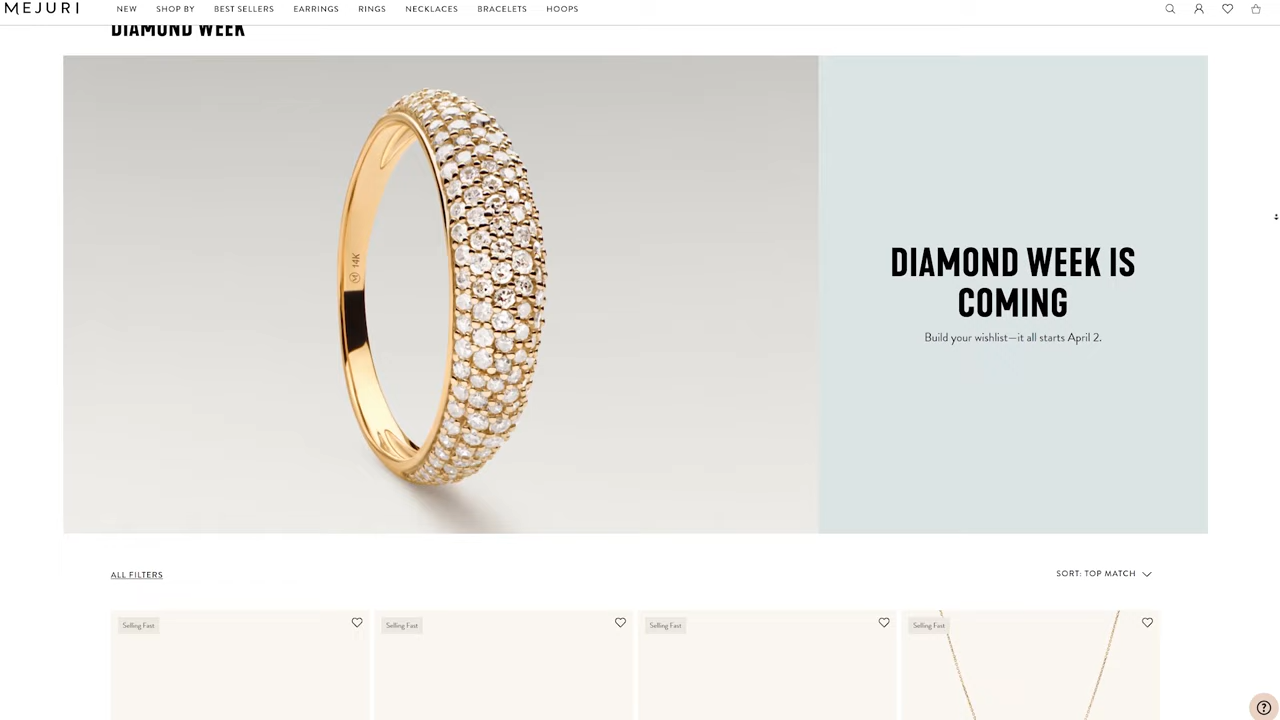 MEJURI NEW SHOP BY BEST SELLERS EARRINGS RINGS NECKLACES BRACELETS HOOPS
DIAMOND WEEK
14K
DIAMOND WEEK IS
COMING
Build your wishlist—it all starts April 2.
ALL FILTERS SORT: TOP MATCH
Selling Fast Selling Fast Selling Fast Selling Fast
?